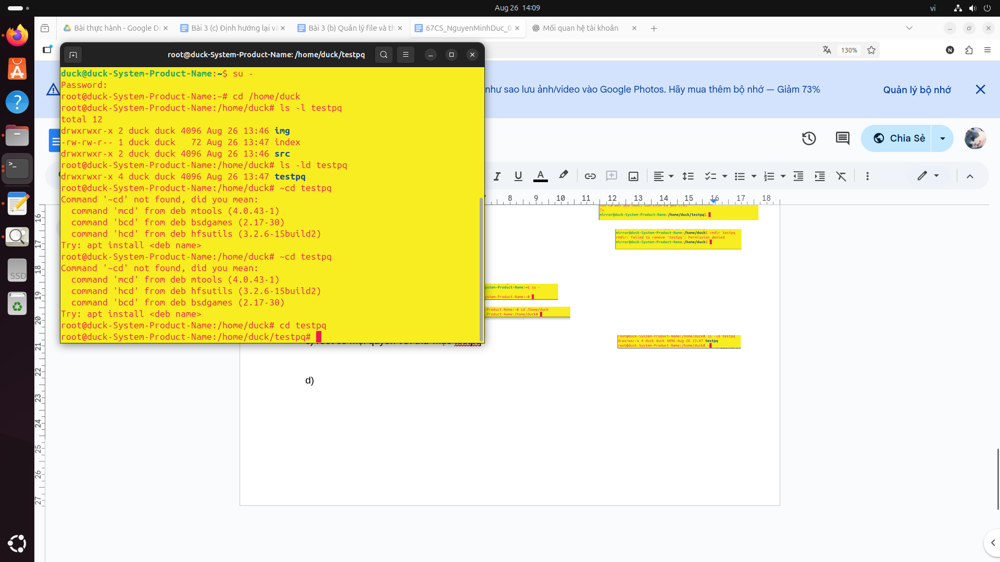 Aug 26 14:09
vi
Bài thực hành - Google Dr
Bài 3 (c) Định hướng lại và
Bài 3 (b) Quản lý file và th
67CS_NguyenMinhDuc_0
Mối quan hệ tài khoản
130%
N
root@duck-System-Product-Name: /home/duck/testpq
như sao lưu ảnh/video vào Google Photos. Hãy mua thêm bộ nhớ — Giảm 73%
Quản lý bộ nhớ
Chia Sẻ
duck@duck-System-Product-Name:~$ su -
Password:
root@duck-System-Product-Name:~# cd /home/duck
root@duck-System-Product-Name:/home/duck# ls -l testpq
total 12
drwxrwxr-x 2 duck duck 4096 Aug 26 13:46 img
-rw-rw-r-- 1 duck duck   72 Aug 26 13:47 index
drwxrwxr-x 2 duck duck 4096 Aug 26 13:46 src
root@duck-System-Product-Name:/home/duck# ls -ld testpq
drwxrwxr-x 4 duck duck 4096 Aug 26 13:47 testpq
root@duck-System-Product-Name:/home/duck# ~cd testpq
Command '~cd' not found, did you mean:
  command 'mcd' from deb mtools (4.0.43-1)
  command 'bcd' from deb bsdgames (2.17-30)
  command 'hcd' from deb hfsutils (3.2.6-15build2)
Try: apt install <deb name>
root@duck-System-Product-Name:/home/duck# ~cd testpq
Command '~cd' not found, did you mean:
  command 'mcd' from deb mtools (4.0.43-1)
  command 'hcd' from deb hfsutils (3.2.6-15build2)
  command 'bcd' from deb bsdgames (2.17-30)
Try: apt install <deb name>
root@duck-System-Product-Name:/home/duck# cd testpq
root@duck-System-Product-Name:/home/duck/testpq#
SSD
8 9 10 11 12 13 14 15 16 17 18
16
17
18
19
20
21
22
23
24
25
26
27
?>
mirror@duck-System-Product-Name:/home/duck/testpq$
mirror@duck-System-Product-Name:/home/duck$ rmdir testpq
rmdir: failed to remove 'testpq': Permission denied
mirror@duck-System-Product-Name:/home/duck$
ystem-Product-Name:~$ su -
ystem-Product-Name:~#
-Product-Name:~# cd /home/duck
-Product-Name:/home/duck#
root@duck-System-Product-Name:/home/duck# ls -ld testpq
drwxrwxr-x 4 duck duck 4096 Aug 26 13:47 testpq
root@duck-System-Product-Name:/home/duck# ~
d)